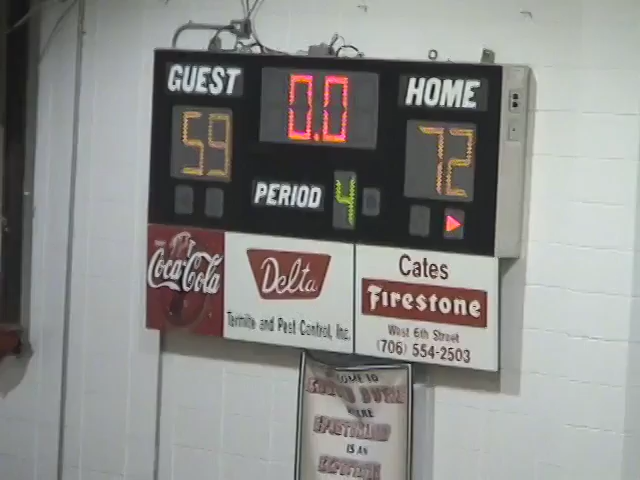 GUEST 0.0 HOME
59 72
PERIOD 4
Coca-Cola
Delta
Termite and Pest Control, Inc.
Cates
Firestone
West 6th Street
(706) 554-2503
IS AN